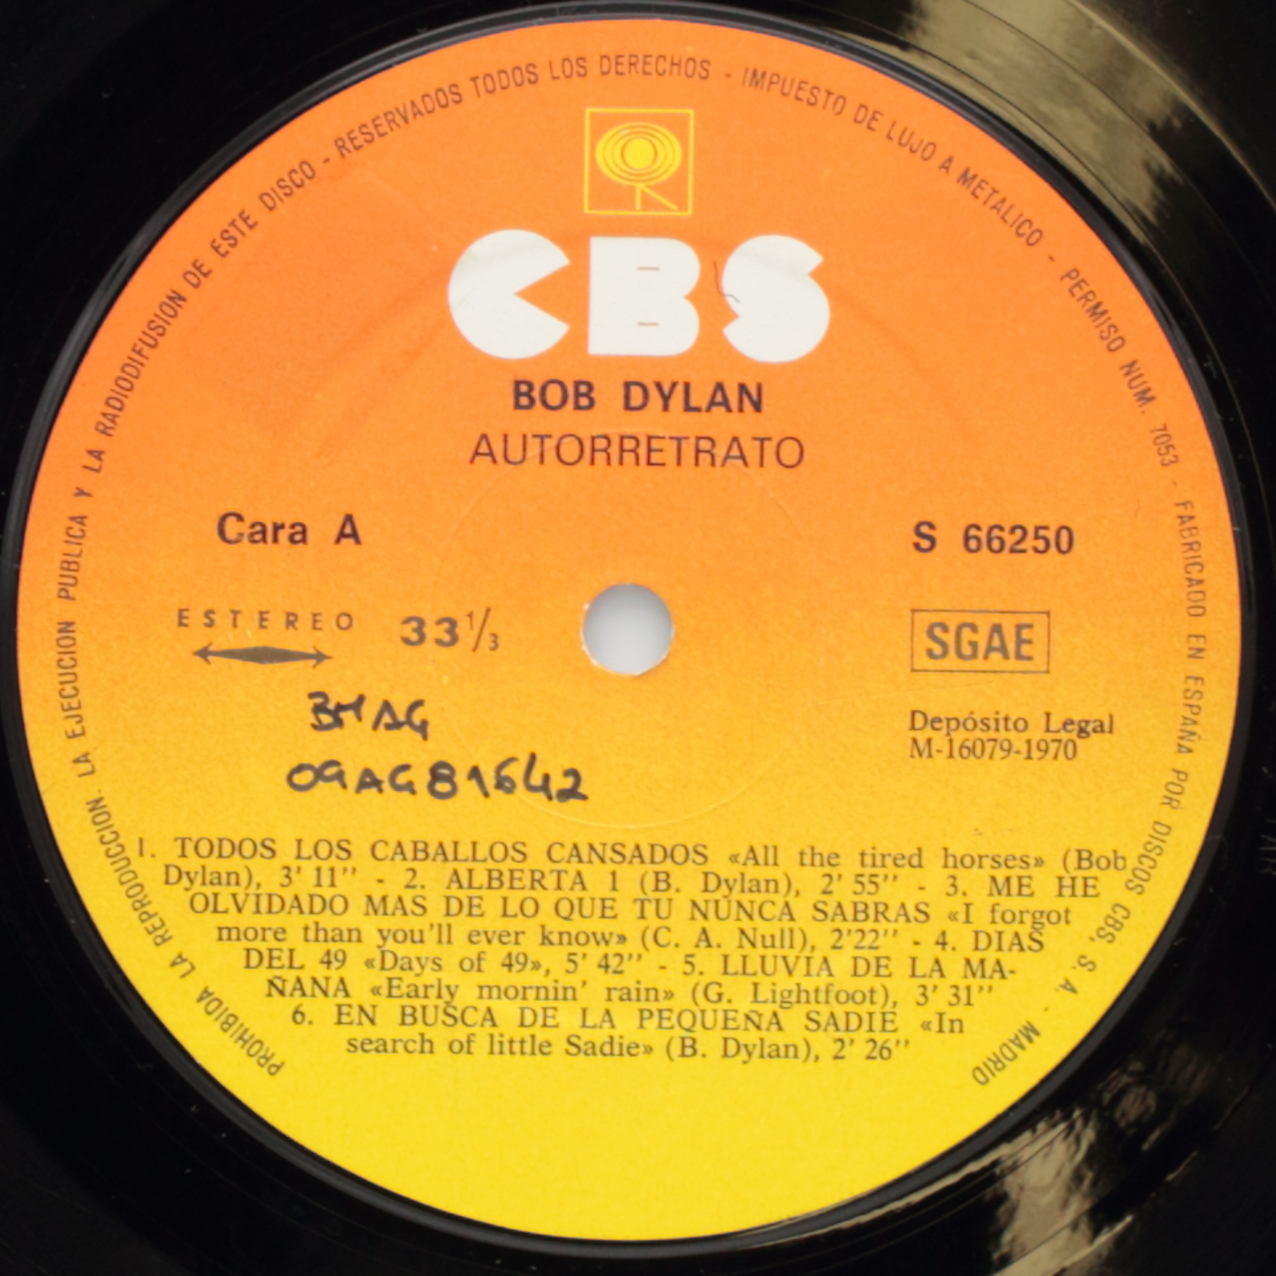 PROHIBIDA LA REPRODUCCION. LA EJECUCION PUBLICA Y LA RADIODIFUSION DE ESTE DISCO - RESERVADOS TODOS LOS DERECHOS - IMPUESTO DE LUJO A METALICO - PERMISO NUM. 7053 - FABRICADO EN ESPAÑA POR DISCOS CBS, S. A. MADRID
CBS
BOB DYLAN
AUTORRETRATO
Cara A
S 66250
ESTEREO 33 1/3
SGAE
Depósito Legal
M-16079-1970
09AG81642
1. TODOS LOS CABALLOS CANSADOS «All the tired horses» (Bob
Dylan), 3' 11'' - 2. ALBERTA 1 (B. Dylan), 2' 55'' - 3. ME HE
OLVIDADO MAS DE LO QUE TU NUNCA SABRAS «I forgot
more than you'll ever know» (C. A. Null), 2'22'' - 4. DIAS
DEL 49 «Days of 49», 5' 42'' - 5. LLUVIA DE LA MA-
ÑANA «Early mornin' rain» (G. Lightfoot), 3' 31''
6. EN BUSCA DE LA PEQUEÑA SADIE «In
search of little Sadie» (B. Dylan), 2' 26''